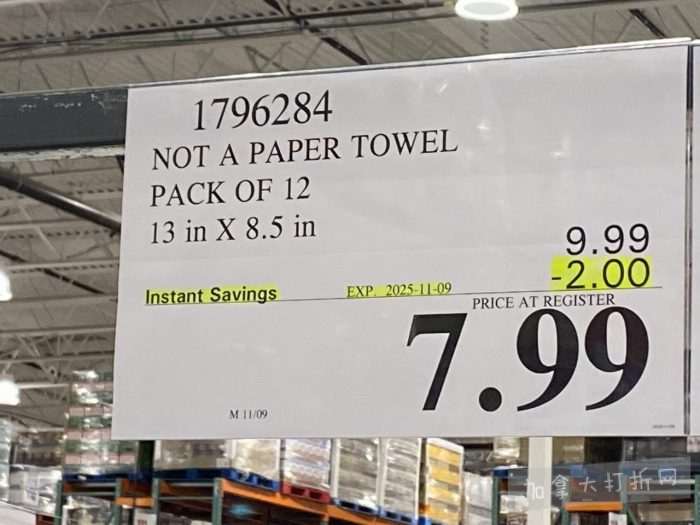 1796284
NOT A PAPER TOWEL
PACK OF 12
13 in X 8.5 in
9.99
-2.00
Instant Savings EXP. 2025-11-09
PRICE AT REGISTER
7.99
M 11/09
加拿大打折网